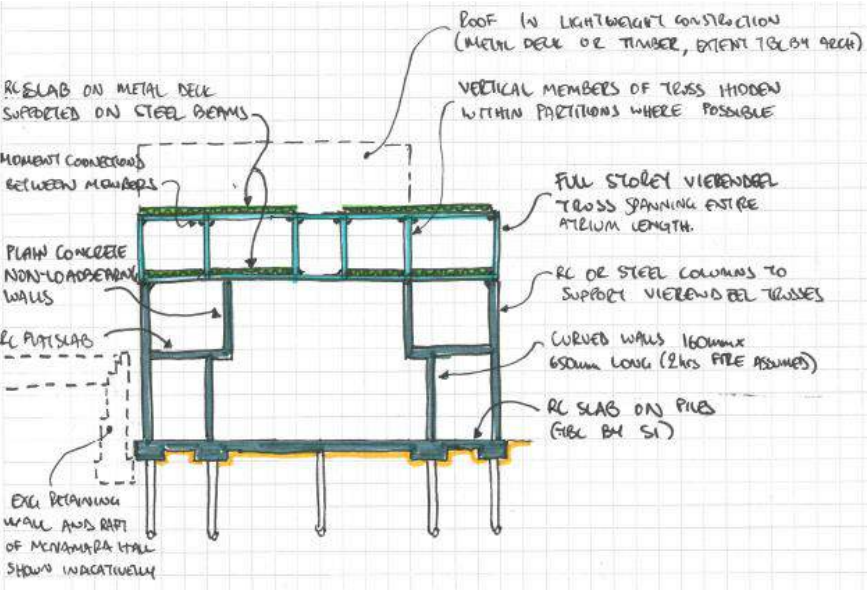 ROOF IN LIGHTWEIGHT CONSTRUCTION
(METAL DECK OR TIMBER, EXTENT TBC BY ARCH)
RC SLAB ON METAL DECK
SUPPORTED ON STEEL BEAMS
VERTICAL MEMBERS OF TRUSS HIDDEN
WITHIN PARTITIONS WHERE POSSIBLE
MOMENT CONNECTIONS
BETWEEN MEMBERS
FULL STOREY VIERENDEEL
TRUSS SPANNING ENTIRE
ATRIUM LENGTH.
PLAIN CONCRETE
NON-LOADBEARING
WALLS
RC OR STEEL COLUMNS TO
SUPPORT VIERENDEEL TRUSSES
RC FLAT SLAB
CURVED WALLS 160mm x
650mm LONG (2hrs FIRE ASSUMED)
RC SLAB ON PILES
(TBC BY SI)
EXG RETAINING
WALL AND RAFT
OF MCNAMARA HALL
SHOWN INDICATIVELY